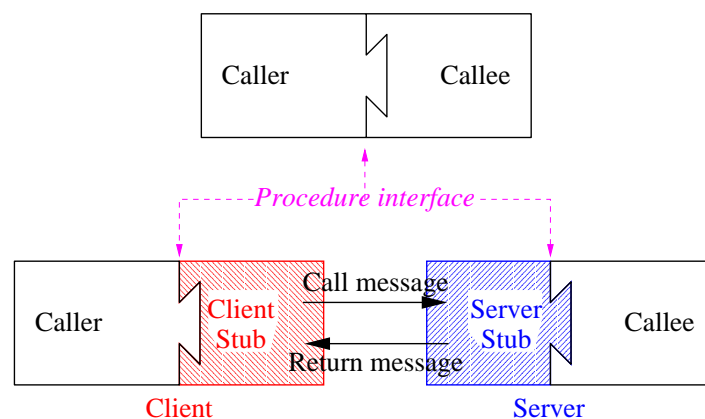 Caller
Callee
Procedure interface
Call message
Caller
Client
Stub
Server
Stub
Callee
Return message
Client
Server